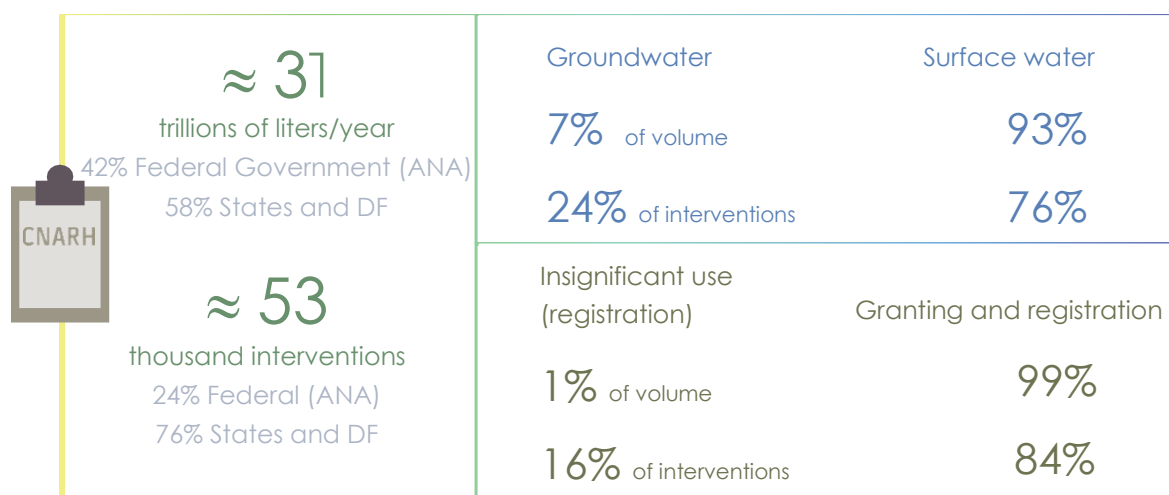 CNARH
≈ 31
trillions of liters/year
42% Federal Government (ANA)
58% States and DF
≈ 53
thousand interventions
24% Federal (ANA)
76% States and DF
Groundwater Surface water
7% of volume 93%
24% of interventions 76%
Insignificant use
(registration) Granting and registration
1% of volume 99%
16% of interventions 84%